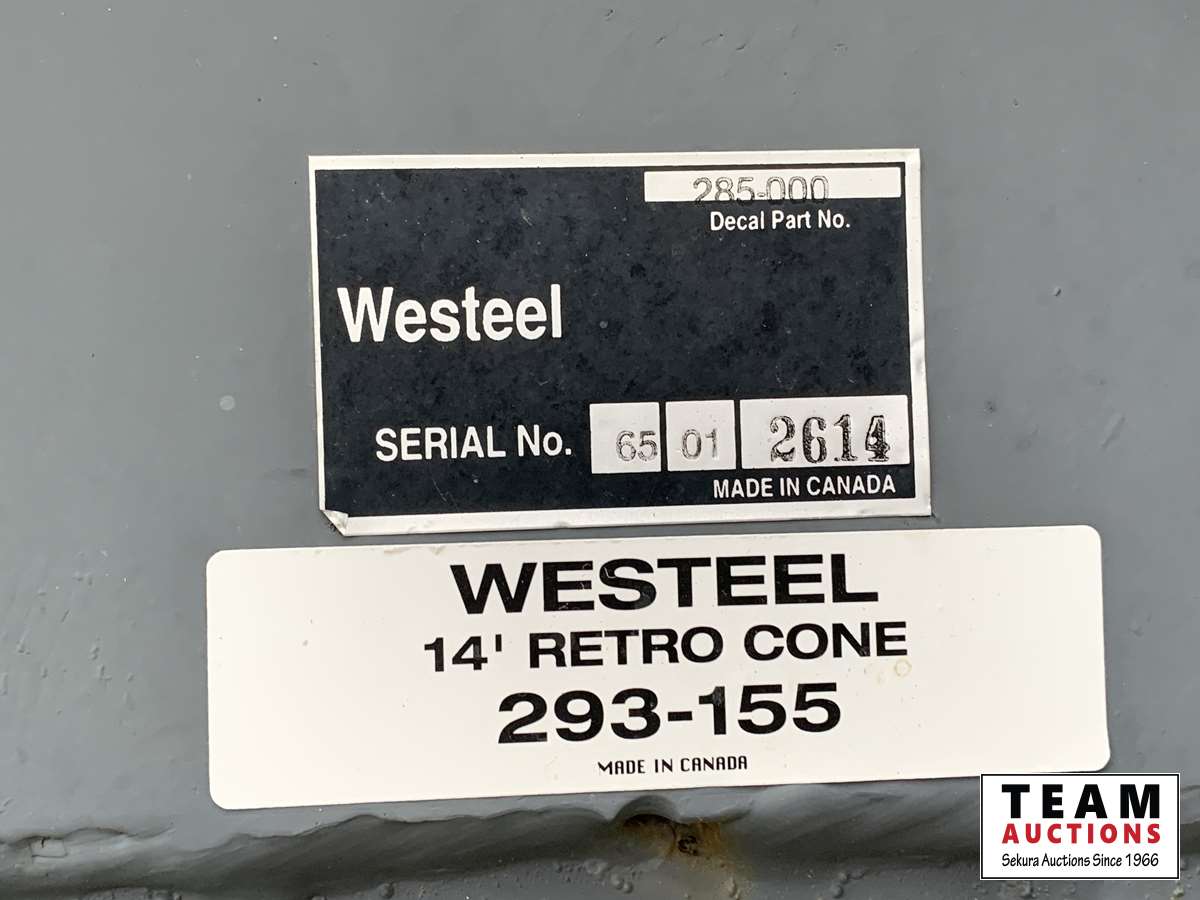 285-000
Decal Part No.
Westeel
SERIAL No. 65 01 2614
MADE IN CANADA
WESTEEL
14' RETRO CONE
293-155
MADE IN CANADA
TEAM
AUCTIONS
Sekura Auctions Since 1966